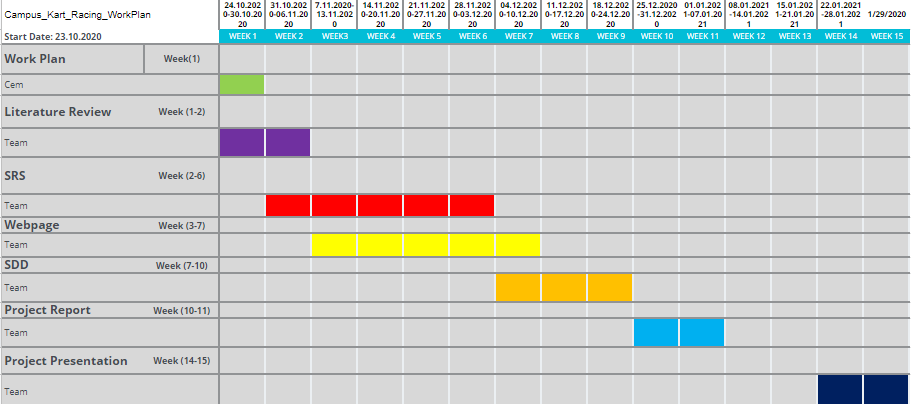 Campus_Kart_Racing_WorkPlan
24.10.202 0-30.10.20 20
31.10.20 0-06.11.20 20
7.11.2020- 13.11.202 0
14.11.202 0-20.11.20 20
21.11.202 0-27.11.20 20
28.11.202 0-03.12.20 20
04.12.202 0-10.12.20 20
11.12.202 0-17.12.20 20
18.12.202 0-24.12.20 20
25.12.2020 -31.12.202 0
01.01.202 1-07.01.20 21
08.01.2021 -14.01.202 1
15.01.202 1-21.01.20 21
22.01.2021 -28.01.202 1
1/29/2020
Start Date: 23.10.2020
WEEK 1 WEEK 2 WEEK3 WEEK 4 WEEK 5 WEEK 6 WEEK 7 WEEK 8 WEEK 9 WEEK 10 WEEK 11 WEEK 12 WEEK 13 WEEK 14 WEEK 15
Work Plan Week(1)
Cem
Literature Review Week (1-2)
Team
SRS Week (2-6)
Team
Webpage Week (3-7)
Team
SDD Week (7-10)
Team
Project Report Week (10-11)
Team
Project Presentation Week (14-15)
Team